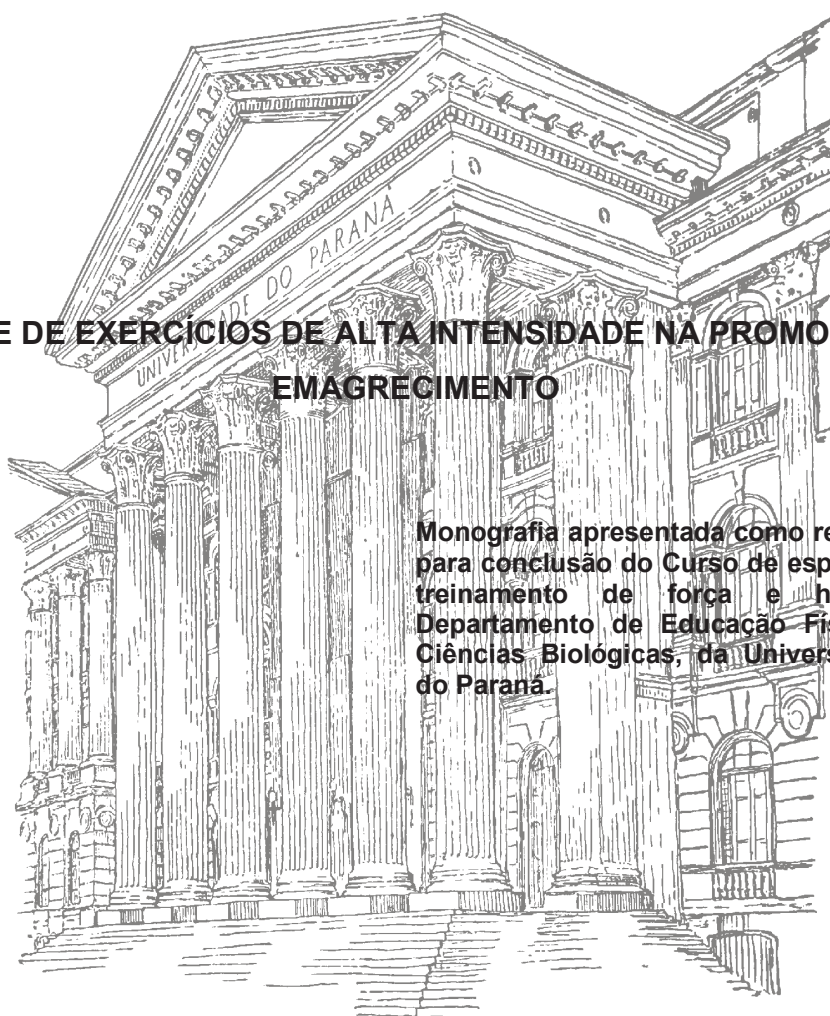 UNIVERSIDADE DO PARANÁ
E DE EXERCÍCIOS DE ALTA INTENSIDADE NA PROMO
EMAGRECIMENTO
Monografia apresentada como re
para conclusão do Curso de esp
treinamento de força e h
Departamento de Educação Fís
Ciências Biológicas, da Univers
do Paraná.